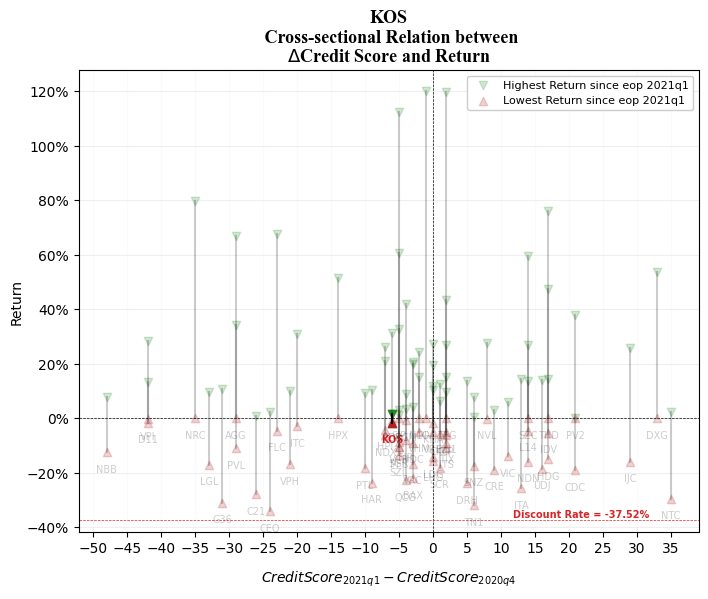 KOS
Cross-sectional Relation between
ΔCredit Score and Return
Highest Return since eop 2021q1
Lowest Return since eop 2021q1
Return
120%
100%
80%
60%
40%
20%
0%
−20%
−40%
NBB
D11
NRC
LGL
G36
AGG
PVL
C21
CEO
FLC
VPH
ITC
HPX
PTL
HAR
KOS
QCG
DAX
SCR
DRH
TN1
NVL
CRE
VIC
ITA
NDN
L14
UDJ
HDG
IDV
PV2
CDC
IJC
DXG
NTC
Discount Rate = -37.52%
−50 −45 −40 −35 −30 −25 −20 −15 −10 −5 0 5 10 15 20 25 30 35
CreditScore2021q1 − CreditScore2020q4